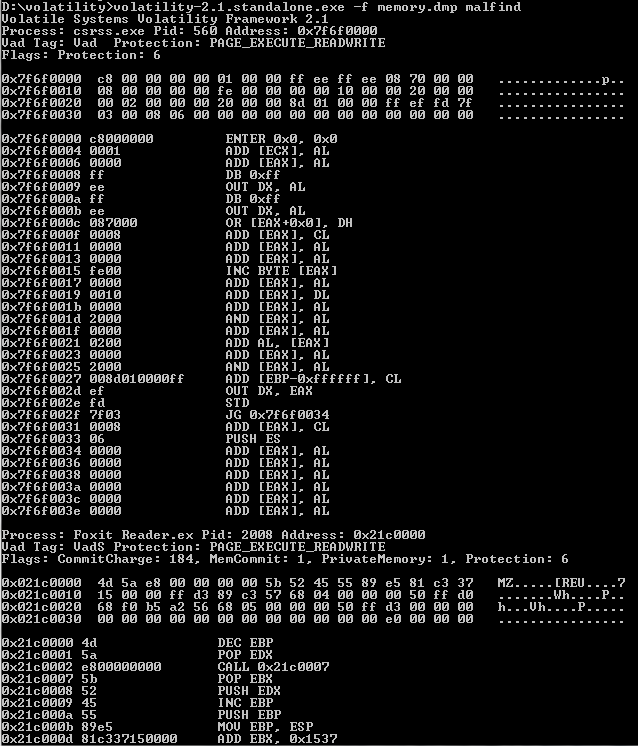 D:\volatility>volatility-2.1.standalone.exe -f memory.dmp malfind
Volatile Systems Volatility Framework 2.1
Process: csrss.exe Pid: 560 Address: 0x7f6f0000
Vad Tag: Vad  Protection: PAGE_EXECUTE_READWRITE
Flags: Protection: 6
0x7f6f0000  c8 00 00 00 00 01 00 00 ff ee ff ee 08 70 00 00   .............p..
0x7f6f0010  08 00 00 00 00 fe 00 00 00 00 10 00 00 20 00 00   ................
0x7f6f0020  00 02 00 00 00 20 00 00 8d 01 00 00 ff ef fd 7f   ................
0x7f6f0030  03 00 08 06 00 00 00 00 00 00 00 00 00 00 00 00   ................
0x7f6f0000 c8000000         ENTER 0x0, 0x0
0x7f6f0004 0001             ADD [ECX], AL
0x7f6f0006 0000             ADD [EAX], AL
0x7f6f0008 ff               DB 0xff
0x7f6f0009 ee               OUT DX, AL
0x7f6f000a ff               DB 0xff
0x7f6f000b ee               OUT DX, AL
0x7f6f000c 087000           OR [EAX+0x0], DH
0x7f6f000f 0008             ADD [EAX], CL
0x7f6f0011 0000             ADD [EAX], AL
0x7f6f0013 0000             ADD [EAX], AL
0x7f6f0015 fe00             INC BYTE [EAX]
0x7f6f0017 0000             ADD [EAX], AL
0x7f6f0019 0010             ADD [EAX], DL
0x7f6f001b 0000             ADD [EAX], AL
0x7f6f001d 2000             AND [EAX], AL
0x7f6f001f 0000             ADD [EAX], AL
0x7f6f0021 0200             ADD AL, [EAX]
0x7f6f0023 0000             ADD [EAX], AL
0x7f6f0025 2000             AND [EAX], AL
0x7f6f0027 008d010000ff     ADD [EBP-0xffffff], CL
0x7f6f002d ef               OUT DX, EAX
0x7f6f002e fd               STD
0x7f6f002f 7f03             JG 0x7f6f0034
0x7f6f0031 0008             ADD [EAX], CL
0x7f6f0033 06               PUSH ES
0x7f6f0034 0000             ADD [EAX], AL
0x7f6f0036 0000             ADD [EAX], AL
0x7f6f0038 0000             ADD [EAX], AL
0x7f6f003a 0000             ADD [EAX], AL
0x7f6f003c 0000             ADD [EAX], AL
0x7f6f003e 0000             ADD [EAX], AL
Process: Foxit Reader.ex Pid: 2008 Address: 0x21c0000
Vad Tag: VadS Protection: PAGE_EXECUTE_READWRITE
Flags: CommitCharge: 184, MemCommit: 1, PrivateMemory: 1, Protection: 6
0x021c0000  4d 5a e8 00 00 00 00 5b 52 45 55 89 e5 81 c3 37   MZ.....[REU....7
0x021c0010  15 00 00 ff d3 89 c3 57 68 04 00 00 00 50 ff d0   .......Wh....P..
0x021c0020  68 f0 b5 a2 56 68 05 00 00 00 50 ff d3 00 00 00   h...Vh....P.....
0x021c0030  00 00 00 00 00 00 00 00 00 00 00 00 e0 00 00 00   ................
0x21c0000 4d                DEC EBP
0x21c0001 5a                POP EDX
0x21c0002 e800000000        CALL 0x21c0007
0x21c0007 5b                POP EBX
0x21c0008 52                PUSH EDX
0x21c0009 45                INC EBP
0x21c000a 55                PUSH EBP
0x21c000b 89e5              MOV EBP, ESP
0x21c000d 81c337150000      ADD EBX, 0x1537